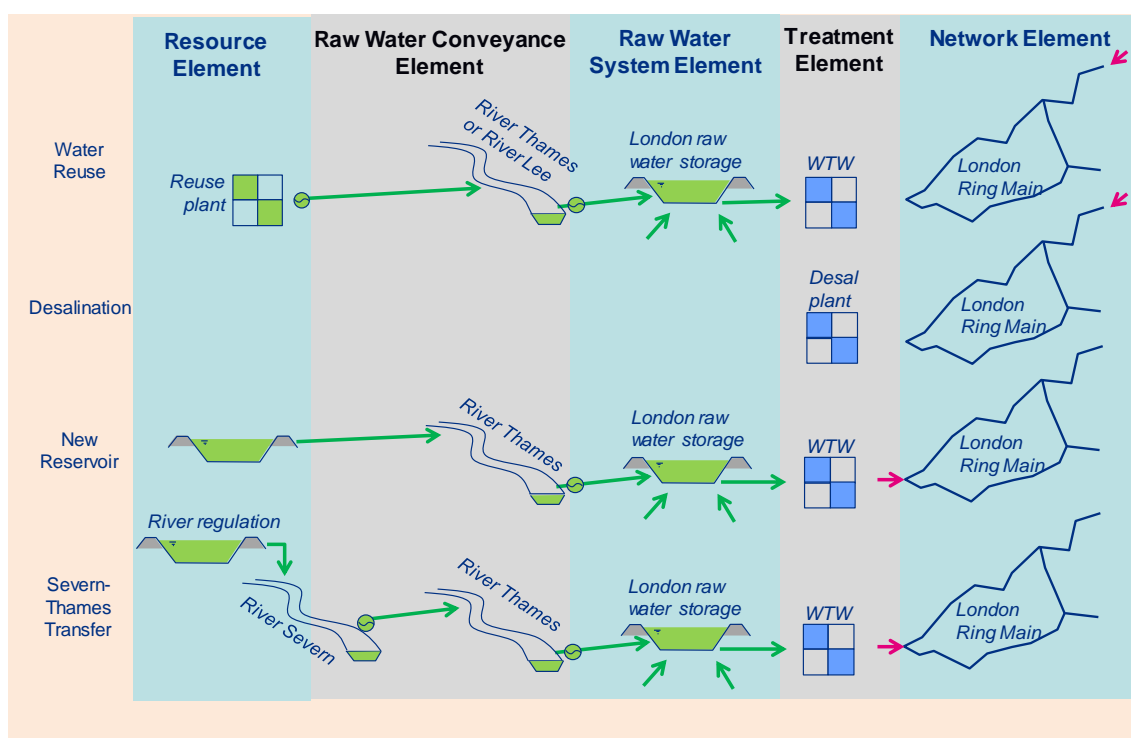 Resource
Element
Raw Water Conveyance
Element
Raw Water
System Element
Treatment
Element
Network Element
Water
Reuse
Reuse
plant
River Thames
or River Lee
London raw
water storage
WTW
London
Ring Main
Desalination
Desal
plant
London
Ring Main
New
Reservoir
River Thames
London raw
water storage
WTW
London
Ring Main
Severn-
Thames
Transfer
River regulation
River Severn
River Thames
London raw
water storage
WTW
London
Ring Main